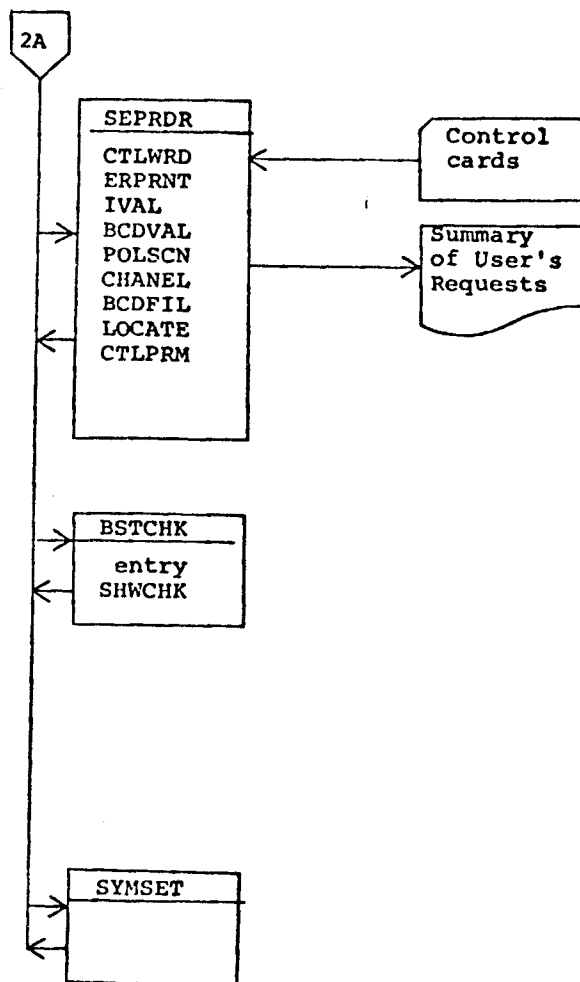 2A
SEPRDR
CTLWRD
ERPRNT
IVAL
BCDVAL
POLSCN
CHANEL
BCDFIL
LOCATE
CTLPRM
Control
cards
Summary
of User's
Requests
BSTCHK
entry
SHWCHK
SYMSET